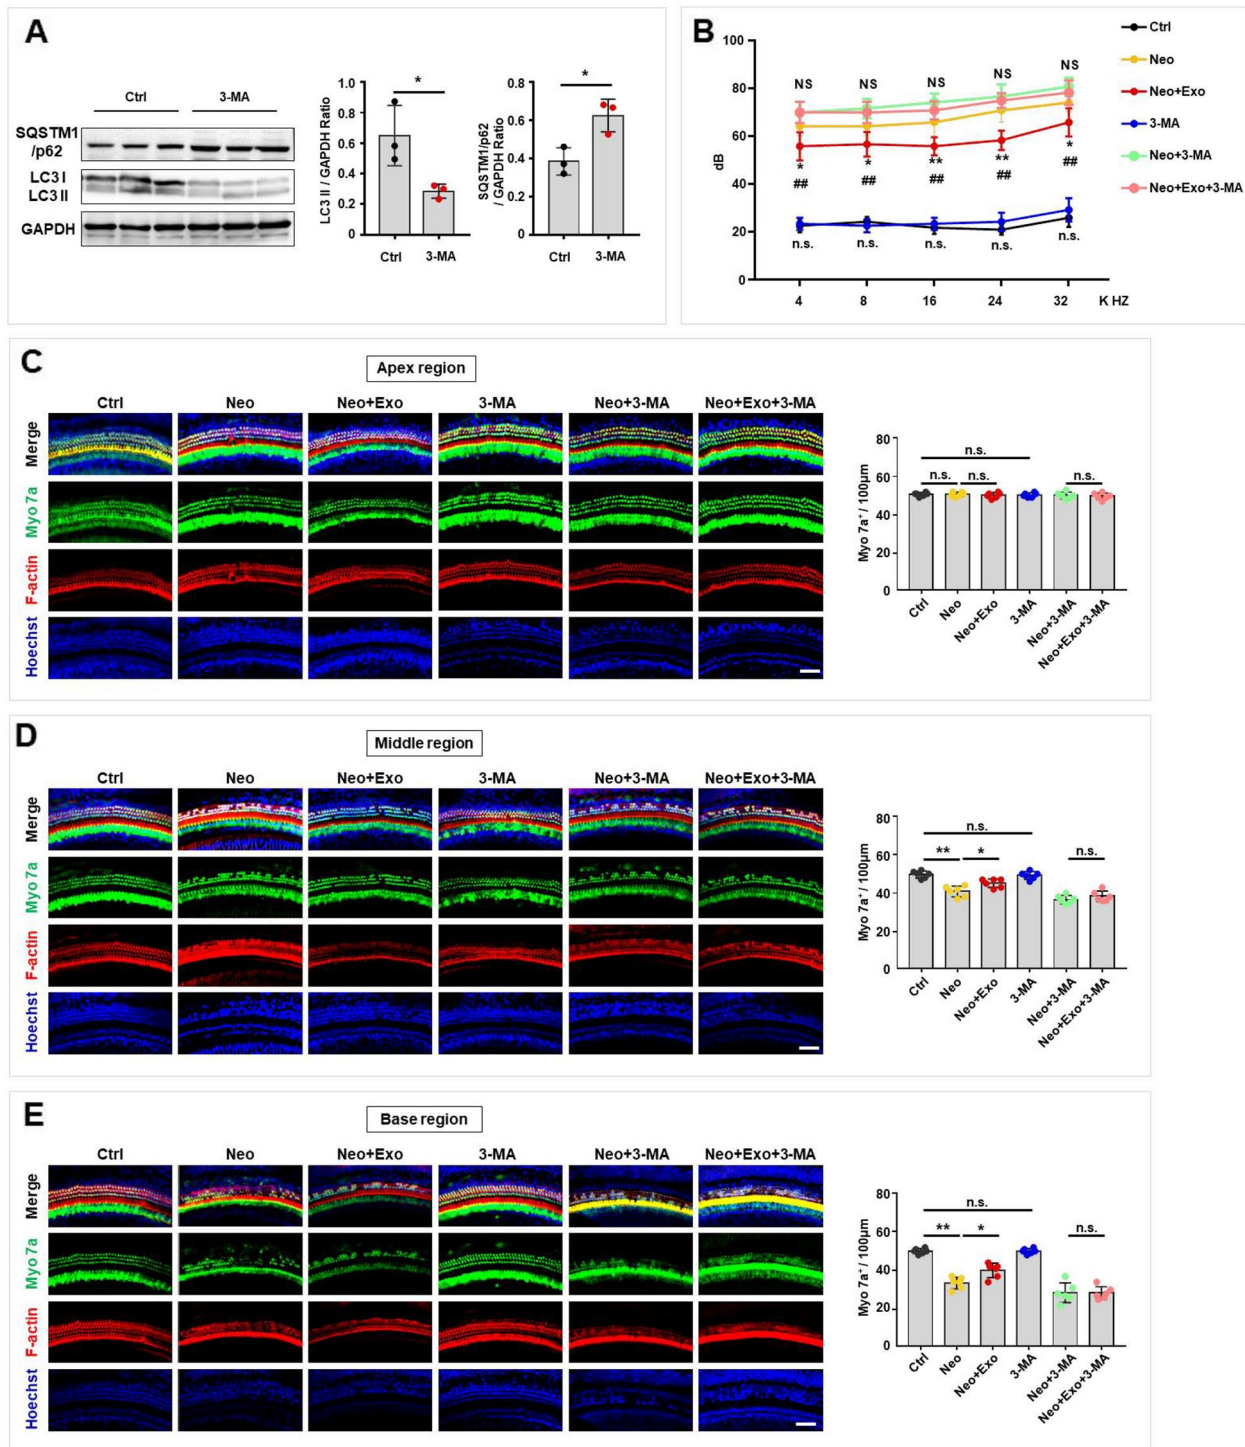 A
Ctrl 3-MA
SQSTM1
/p62
LC3 I
LC3 II
GAPDH
LC3 II / GAPDH Ratio
1.0
0.8
0.6
0.4
0.2
0
*
Ctrl 3-MA
SQSTM1/p62
/ GAPDH Ratio
0.8
0.6
0.4
0.2
0
*
Ctrl 3-MA
B
dB
100
80
60
40
20
0
NS NS NS NS NS
* * ** ** *
## ## ## ## ##
n.s. n.s. n.s. n.s. n.s.
4 8 16 24 32 K HZ
Ctrl
Neo
Neo+Exo
3-MA
Neo+3-MA
Neo+Exo+3-MA
C
Apex region
Ctrl Neo Neo+Exo 3-MA Neo+3-MA Neo+Exo+3-MA
Merge
Myo 7a
F-actin
Hoechst
Myo 7a+ / 100μm
80
60
40
20
0
n.s.
n.s. n.s. n.s.
Ctrl
Neo
Neo+Exo
3-MA
Neo+3-MA
Neo+Exo+3-MA
D
Middle region
Ctrl Neo Neo+Exo 3-MA Neo+3-MA Neo+Exo+3-MA
Merge
Myo 7a
F-actin
Hoechst
Myo 7a+ / 100μm
80
60
40
20
0
n.s.
** * n.s.
Ctrl
Neo
Neo+Exo
3-MA
Neo+3-MA
Neo+Exo+3-MA
E
Base region
Ctrl Neo Neo+Exo 3-MA Neo+3-MA Neo+Exo+3-MA
Merge
Myo 7a
F-actin
Hoechst
Myo 7a+ / 100μm
80
60
40
20
0
n.s.
** * n.s.
Ctrl
Neo
Neo+Exo
3-MA
Neo+3-MA
Neo+Exo+3-MA